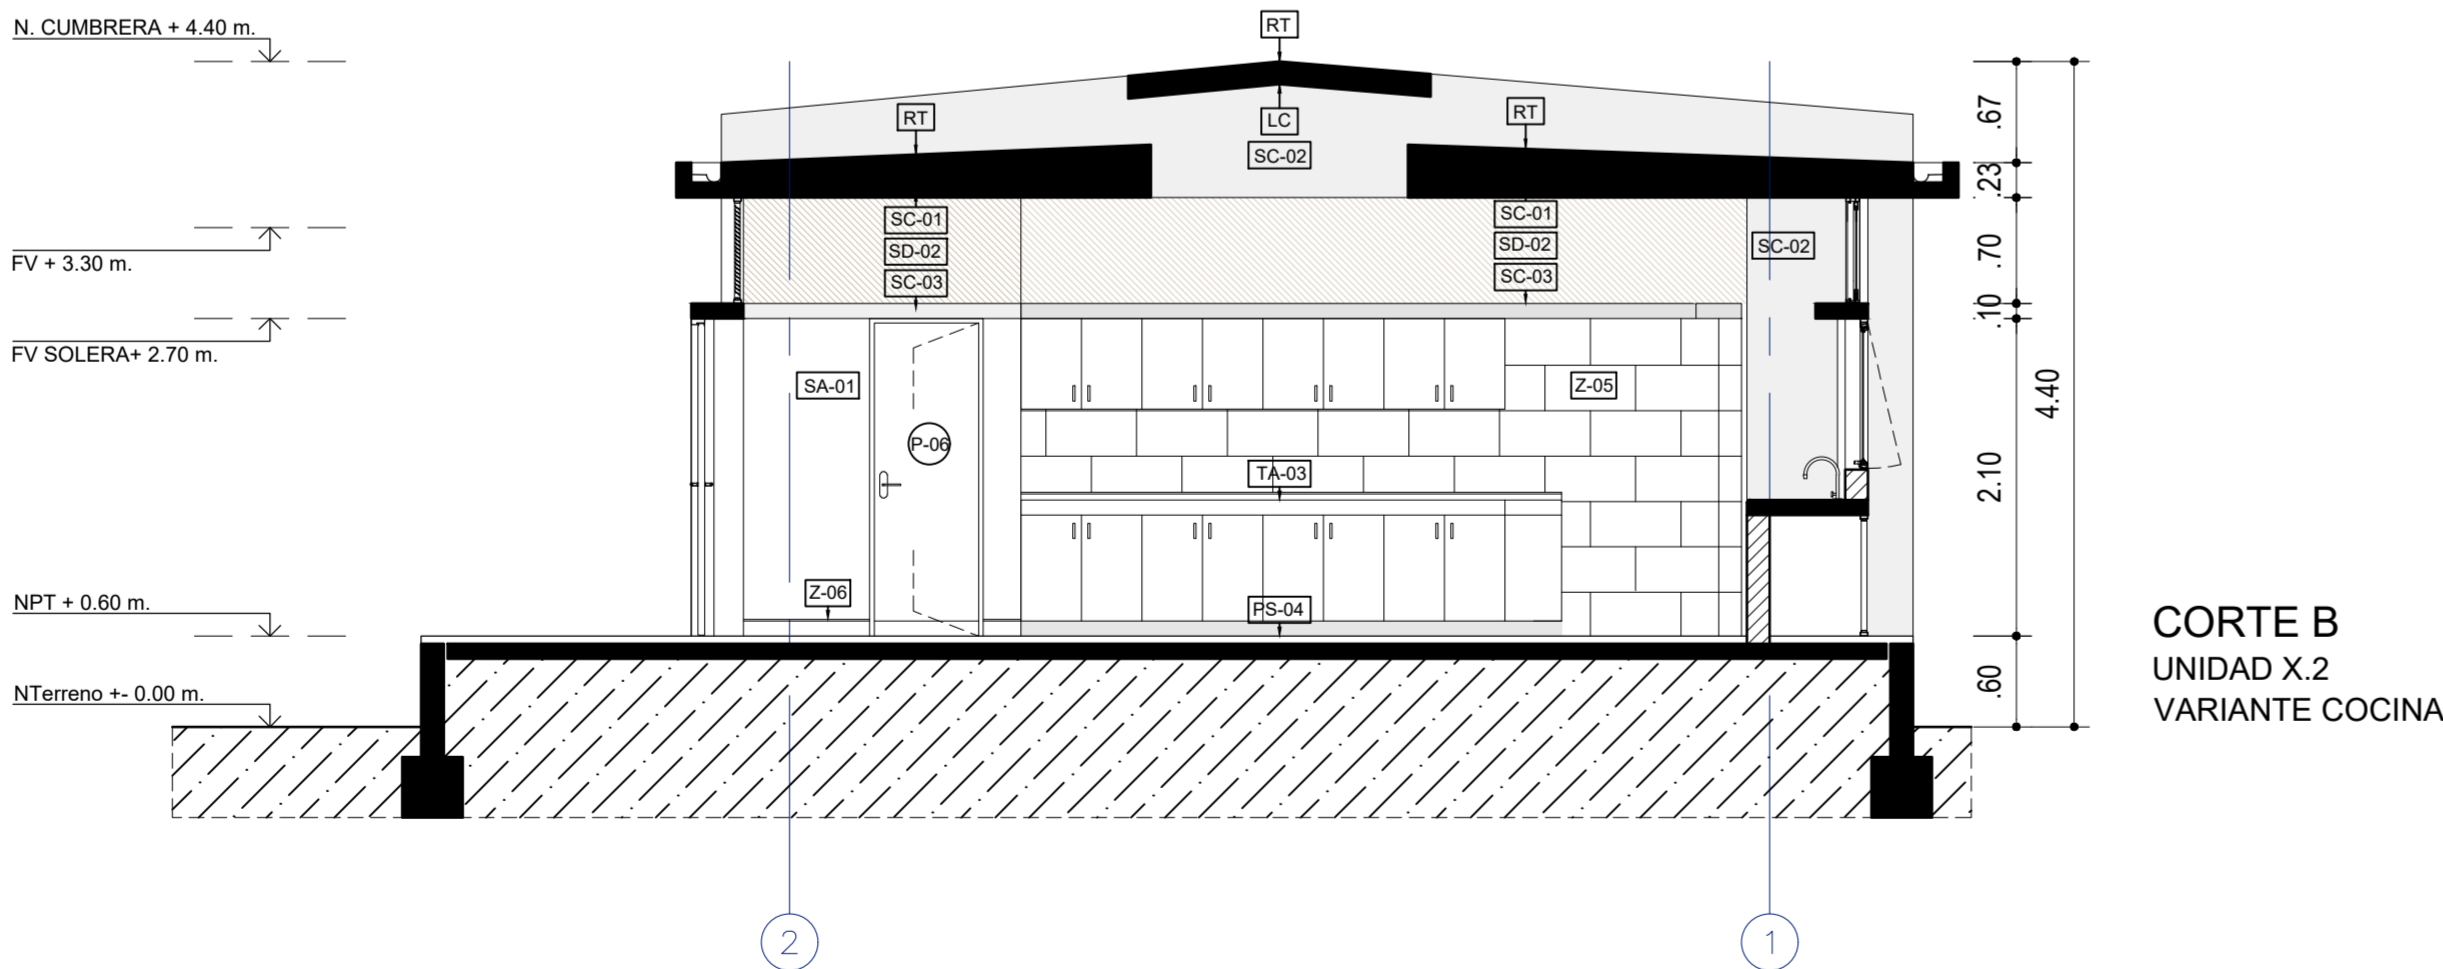 N. CUMBRERA + 4.40 m.
RT
RT
RT
LC
SC-02
.67
.23
SC-01
SD-02
SC-03
SC-01
SD-02
SC-03
SC-02
FV + 3.30 m.
.70
.10
FV SOLERA+ 2.70 m.
SA-01
Z-05
4.40
P-06
TA-03
2.10
Z-06
PS-04
NPT + 0.60 m.
NTerreno +- 0.00 m.
.60
CORTE B
UNIDAD X.2
VARIANTE COCINA
2
1